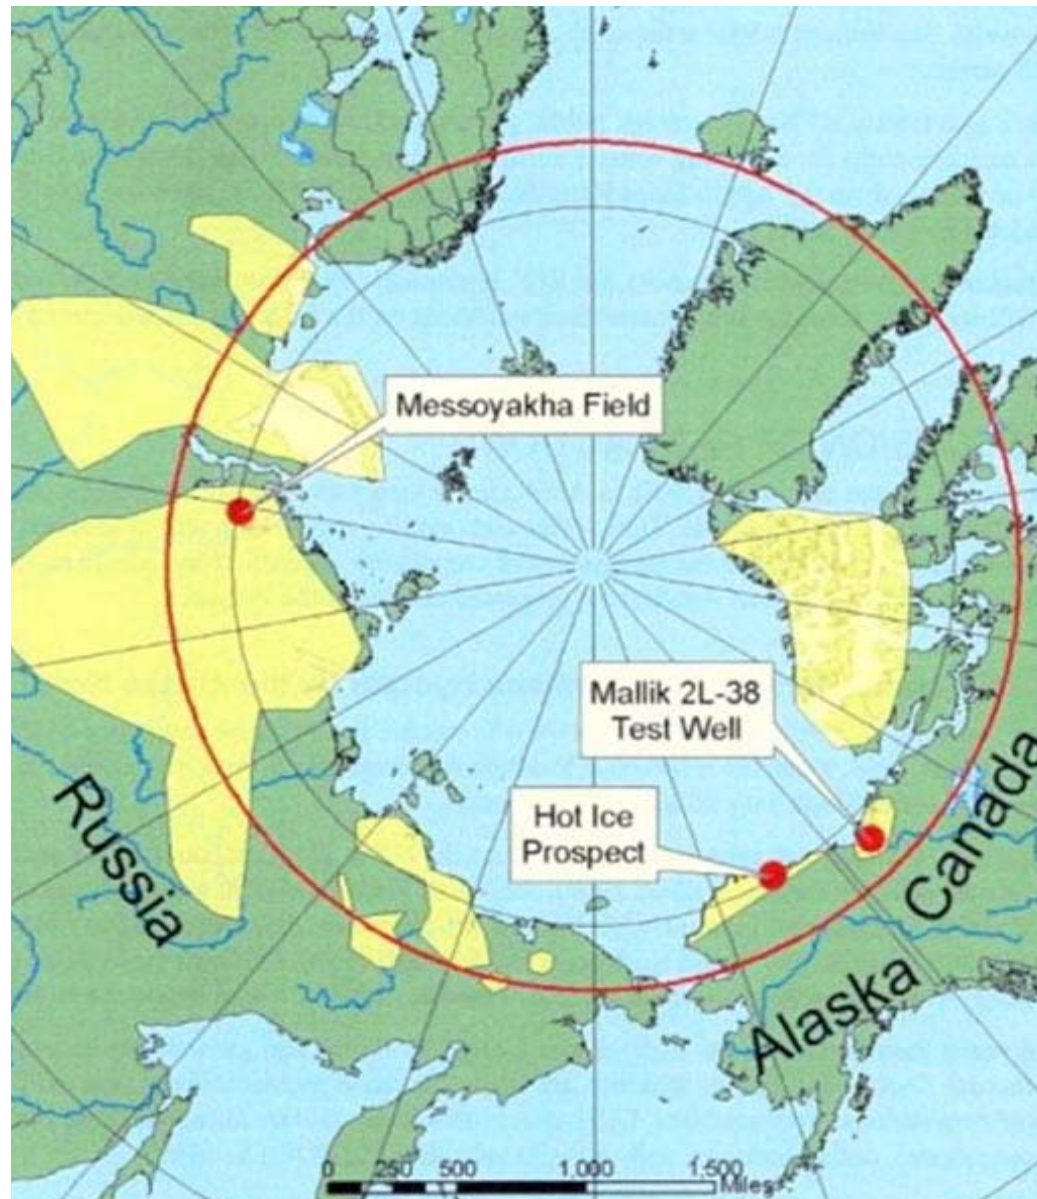 Messoyakha Field
Mallik 2L-38
Test Well
Hot Ice
Prospect
Russia
Canada
Alaska
0 250 500 1,000 1,500
Miles